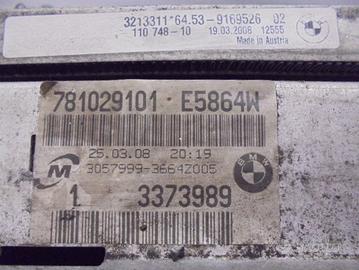 3213311*64.53-9169526 02
110 748-10 19.03.2008 12555
Made in Austria
781029101 E5864W
25.03.08 20:19
M
3057999-3664Z005
BMW
1 3373989